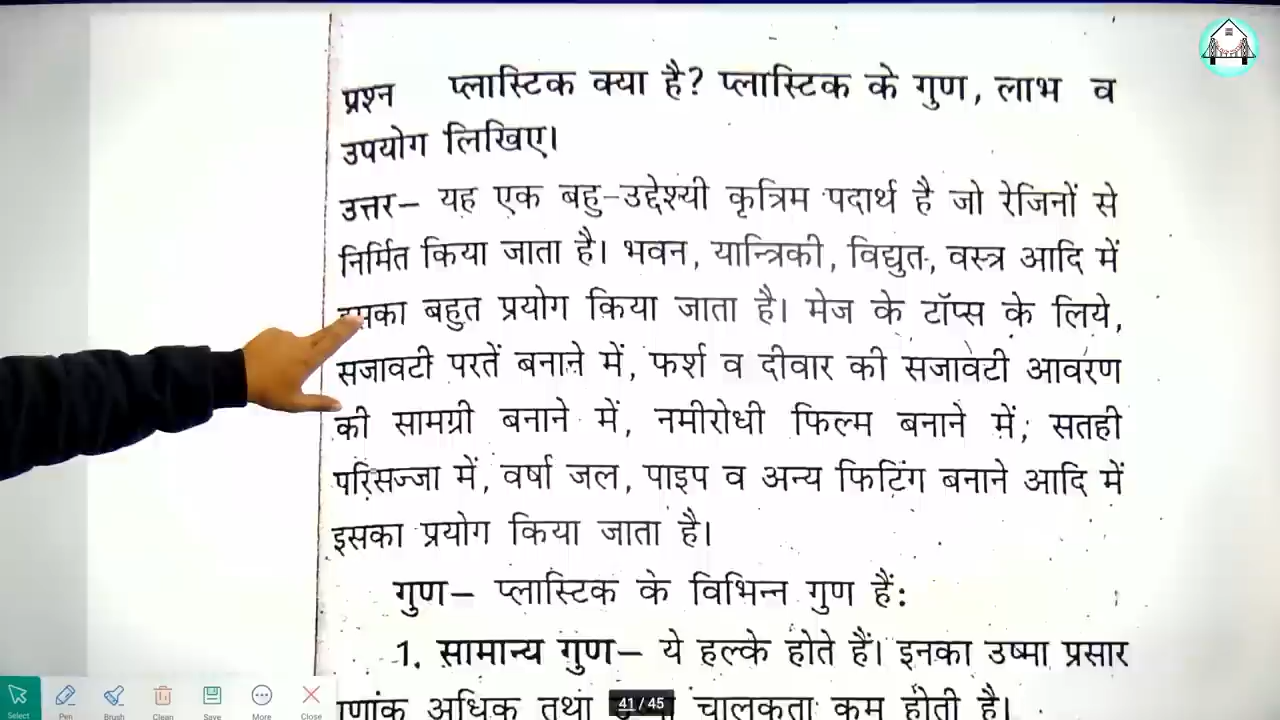 प्रश्न प्लास्टिक क्या है? प्लास्टिक के गुण, लाभ व
उपयोग लिखिए।
उत्तर– यह एक बहु-उद्देश्यी कृत्रिम पदार्थ है जो रेजिनों से
निर्मित किया जाता है। भवन, यान्त्रिकी, विद्युत, वस्त्र आदि में
इसका बहुत प्रयोग किया जाता है। मेज के टॉप्स के लिये,
सजावटी परतें बनाने में, फर्श व दीवार की सजावटी आवरण
की सामग्री बनाने में, नमीरोधी फिल्म बनाने में, सतही
परिसज्जा में, वर्षा जल, पाइप व अन्य फिटिंग बनाने आदि में
इसका प्रयोग किया जाता है।
गुण– प्लास्टिक के विभिन्न गुण हैं:
1. सामान्य गुण– ये हल्के होते हैं। इनका उष्मा प्रसार
अधिक तथा चालकता कम होती है।
Select Pen Brush Clean Save More Close
41 / 45